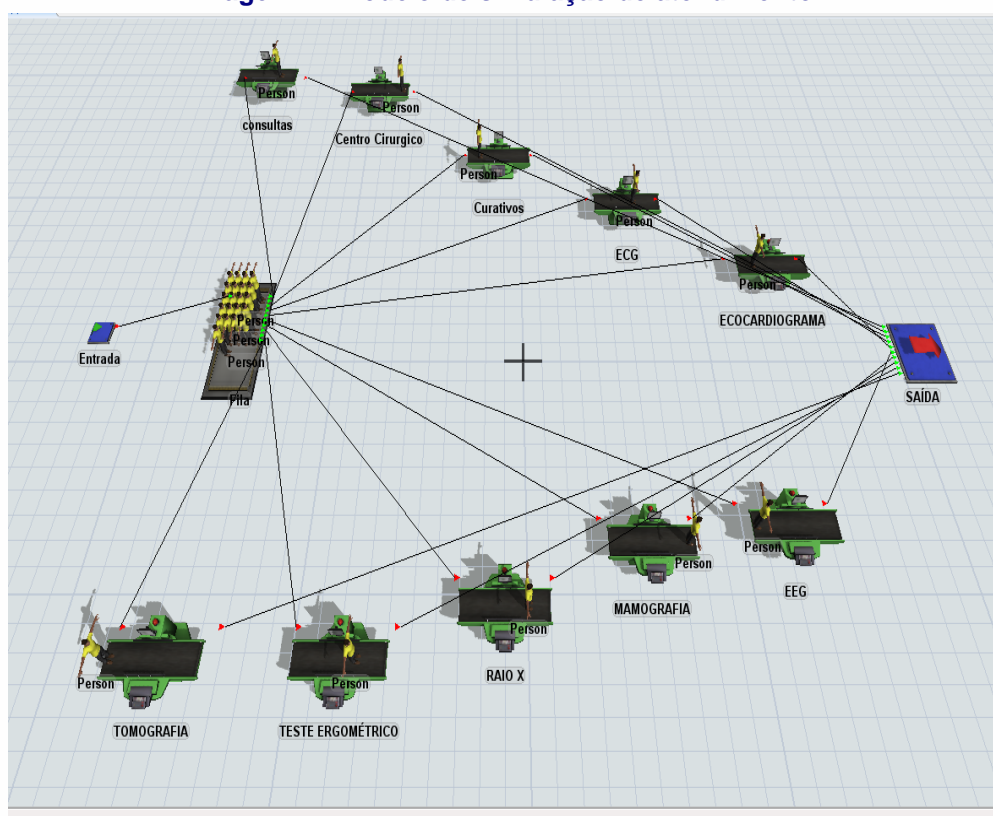 Person
consultas
Person
Centro Cirurgico
Person
Curativos
Person
ECG
Person
ECOCARDIOGRAMA
Entrada
Person
Person
Person
Fila
SAÍDA
Person
EEG
Person
MAMOGRAFIA
Person
RAIO X
Person
TESTE ERGOMÉTRICO
Person
TOMOGRAFIA